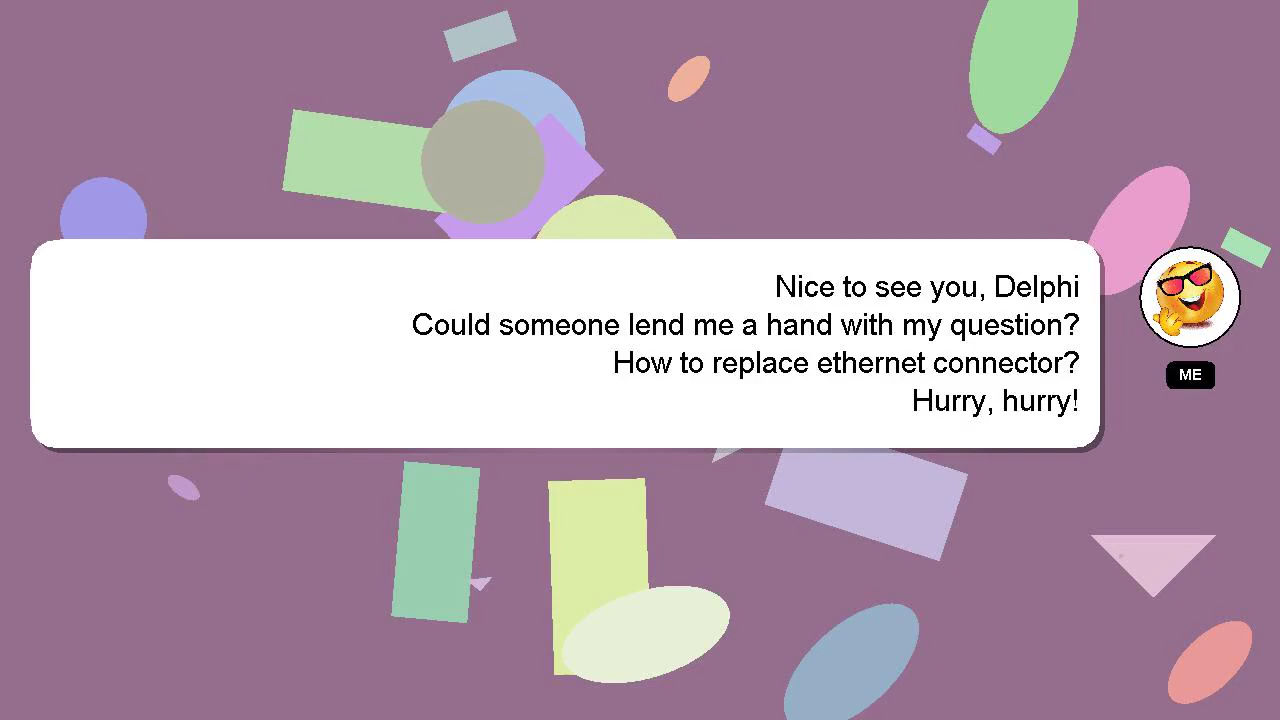 Nice to see you, Delphi
Could someone lend me a hand with my question?
How to replace ethernet connector?
Hurry, hurry!
ME